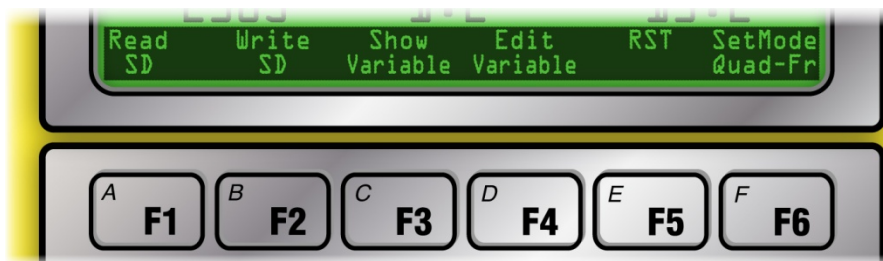 Read Write Show Edit RST SetMode
SD SD Variable Variable Quad-Fr
A B C D E F
F1 F2 F3 F4 F5 F6